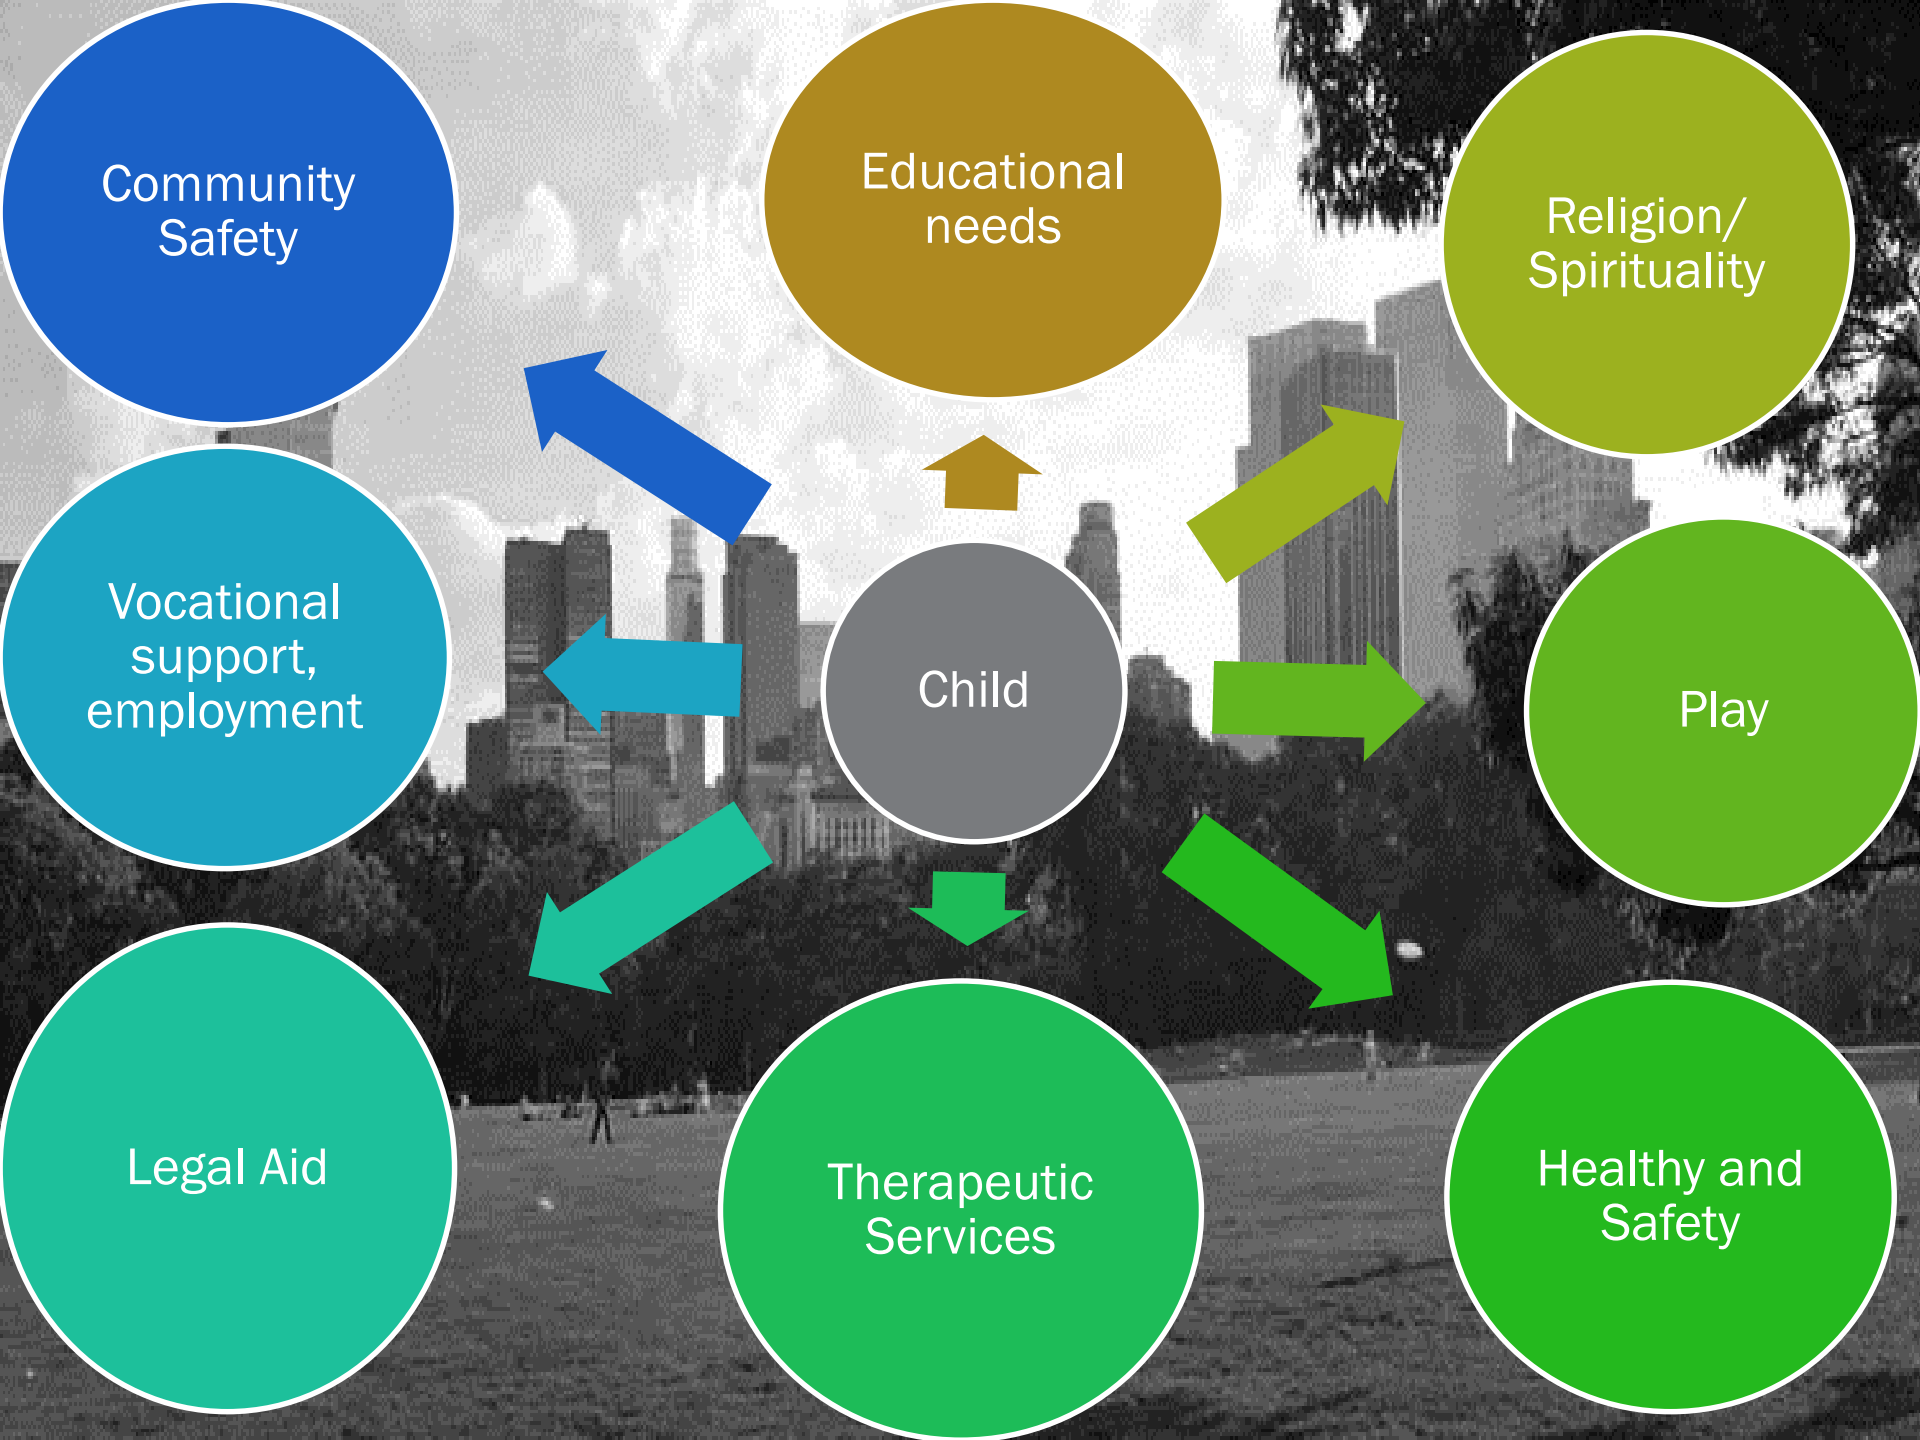 Community
Safety
Educational
needs
Religion/
Spirituality
Vocational
support,
employment
Child
Play
Legal Aid
Therapeutic
Services
Healthy and
Safety